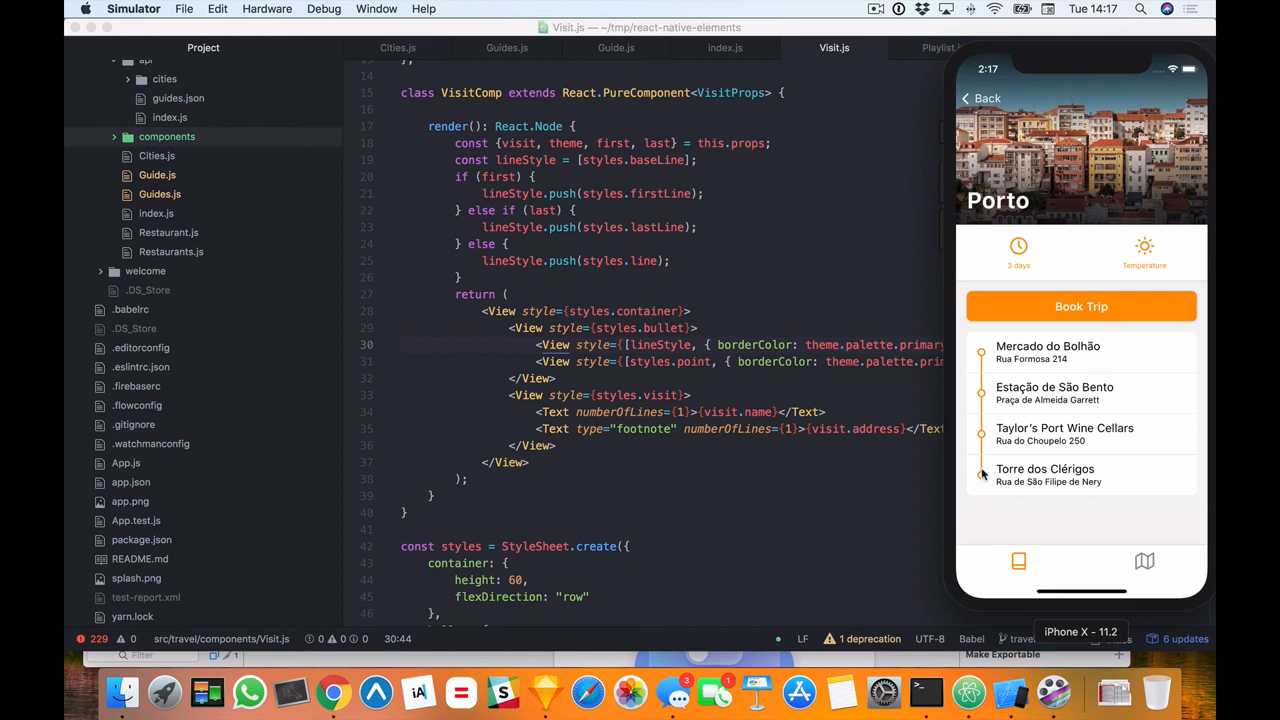 Simulator File Edit Hardware Debug Window Help
Tue 14:17
Visit.js — ~/tmp/react-native-elements
Project
Cities.js
Guides.js
Guide.js
index.js
Visit.js
Playlist.
api
cities
guides.json
index.js
components
Cities.js
Guide.js
Guides.js
index.js
Restaurant.js
Restaurants.js
welcome
.DS_Store
.babelrc
.DS_Store
.editorconfig
.eslintrc.json
.firebaserc
.flowconfig
.gitignore
.watchmanconfig
App.js
app.json
app.png
App.test.js
package.json
README.md
splash.png
test-report.xml
yarn.lock
};
14
15 class VisitComp extends React.PureComponent<VisitProps> {
16
17 render(): React.Node {
18 const {visit, theme, first, last} = this.props;
19 const lineStyle = [styles.baseLine];
20 if (first) {
21 lineStyle.push(styles.firstLine);
22 } else if (last) {
23 lineStyle.push(styles.lastLine);
24 } else {
25 lineStyle.push(styles.line);
26 }
27 return (
28 <View style={styles.container}>
29 <View style={styles.bullet}>
30 <View style={[lineStyle, { borderColor: theme.palette.primary
31 <View style={[styles.point, { borderColor: theme.palette.pri
32 </View>
33 <View style={styles.visit}>
34 <Text numberOfLines={1}>{visit.name}</Text>
35 <Text type="footnote" numberOfLines={1}>{visit.address}</Text
36 </View>
37 </View>
38 );
39 }
40 }
41
42 const styles = StyleSheet.create({
43 container: {
44 height: 60,
45 flexDirection: "row"
46 },
2:17
Back
Porto
3 days
Temperature
Book Trip
Mercado do Bolhão
Rua Formosa 214
Estação de São Bento
Praça de Almeida Garrett
Taylor's Port Wine Cellars
Rua do Choupelo 250
Torre dos Clérigos
Rua de São Filipe de Nery
iPhone X - 11.2
229 0 src/travel/components/Visit.js 0 0 0 30:44
LF 1 deprecation UTF-8 Babel trave
6 updates
Filter
1
Make Exportable
3
1